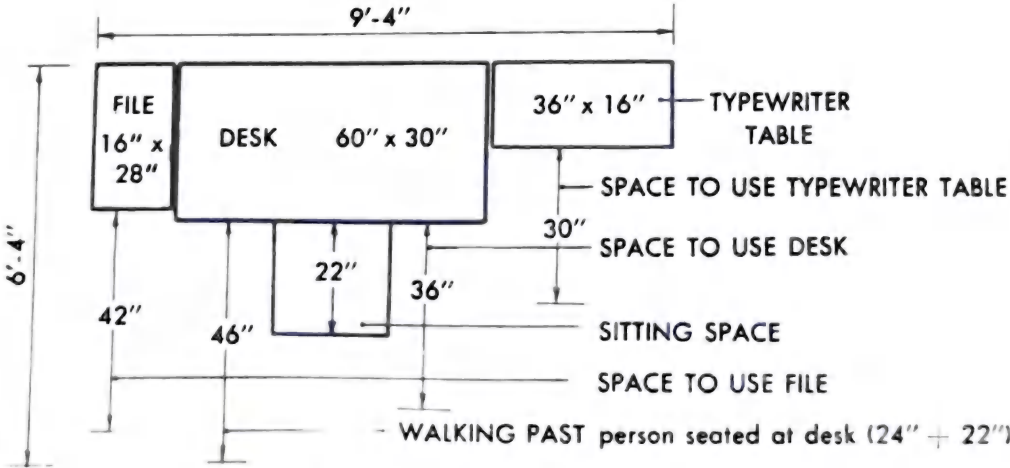 9'-4"
FILE
16" x
28"
DESK 60" x 30"
36" x 16"
TYPEWRITER
TABLE
SPACE TO USE TYPEWRITER TABLE
30"
SPACE TO USE DESK
6'-4"
22"
36"
42"
46"
SITTING SPACE
SPACE TO USE FILE
WALKING PAST person seated at desk (24" + 22")